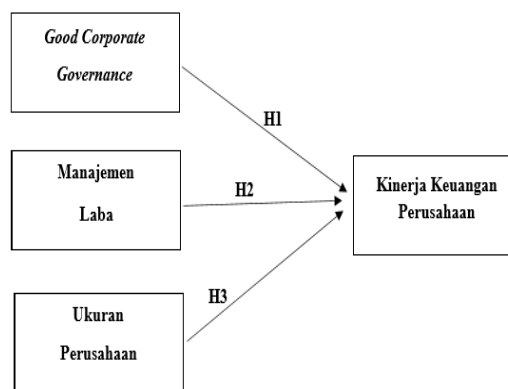 Good Corporate
Governance
H1
Manajemen
Laba
H2
Kinerja Keuangan
Perusahaan
H3
Ukuran
Perusahaan